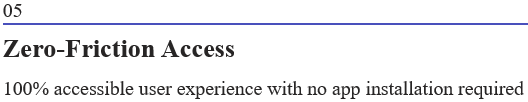 05
Zero-Friction Access
100% accessible user experience with no app installation required